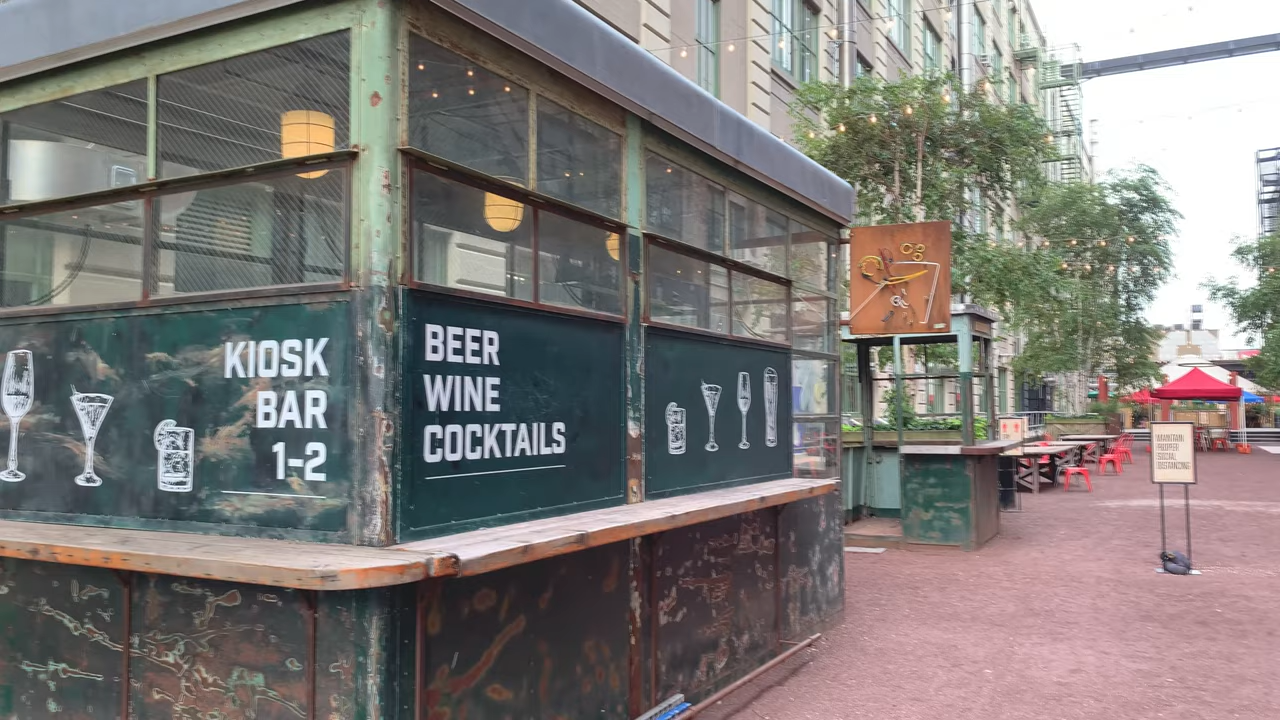 KIOSK
BAR
1-2
BEER
WINE
COCKTAILS
MAINTAIN
PROPER
SOCIAL
DISTANCING